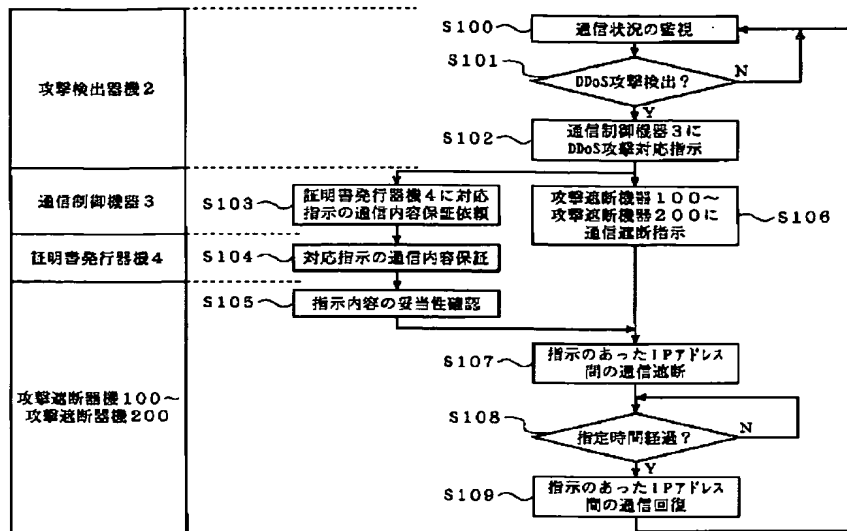 攻撃検出器機2
通信制御機器3
証明書発行器機4
攻撃遮断器機100～
攻撃遮断器機200
S100
通信状況の監視
S101
DDoS攻撃検出？
N
Y
S102
通信制御機器3に
DDoS攻撃対応指示
S103
証明書発行器機4に対応
指示の通信内容保証依頼
攻撃遮断機器100～
攻撃遮断機器200に
通信遮断指示
S106
S104
対応指示の通信内容保証
S105
指示内容の妥当性確認
S107
指示のあったIPアドレス
間の通信遮断
S108
指定時間経過？
N
Y
S109
指示のあったIPアドレス
間の通信回復